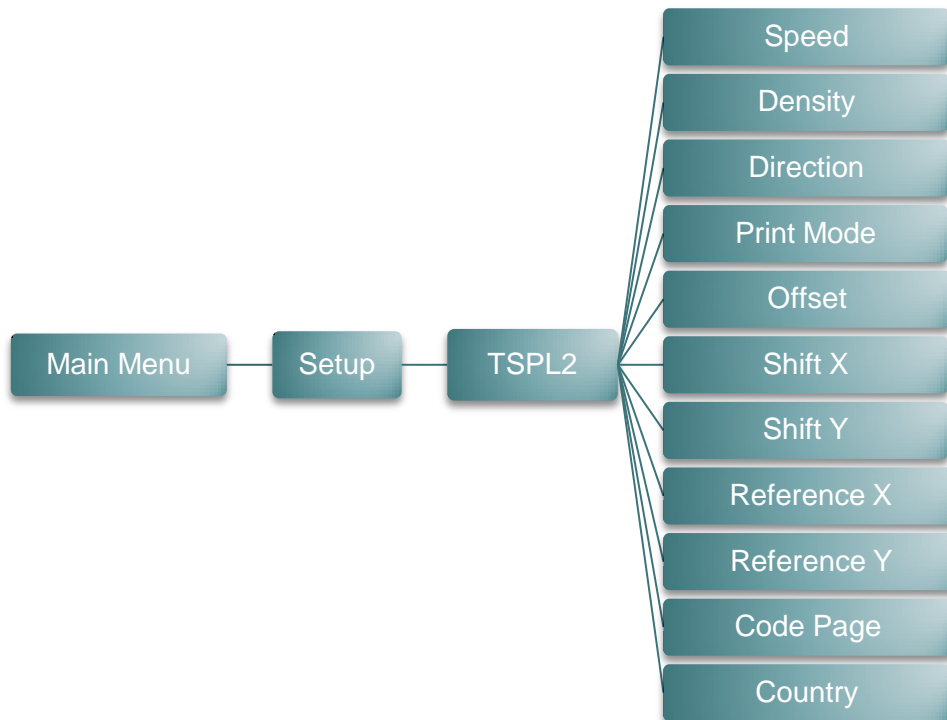 Main Menu
Setup
TSPL2
Speed
Density
Direction
Print Mode
Offset
Shift X
Shift Y
Reference X
Reference Y
Code Page
Country